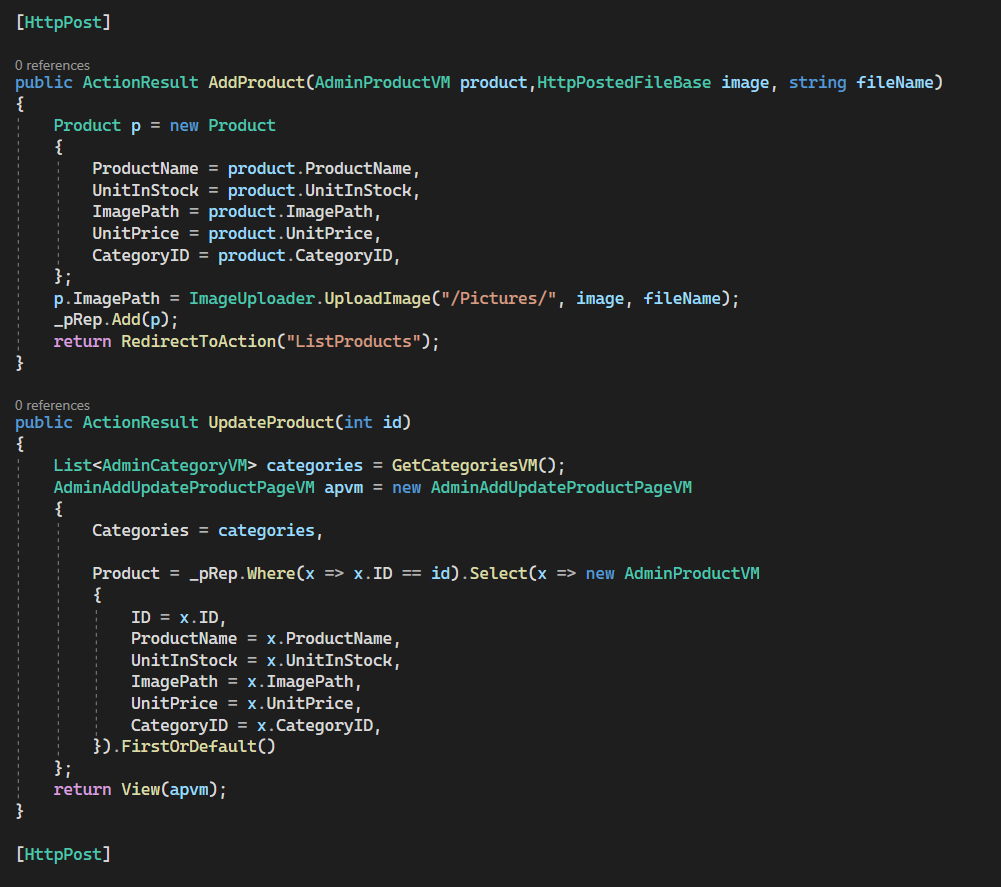 [HttpPost]
0 references
public ActionResult AddProduct(AdminProductVM product,HttpPostedFileBase image, string fileName)
{
Product p = new Product
{
ProductName = product.ProductName,
UnitInStock = product.UnitInStock,
ImagePath = product.ImagePath,
UnitPrice = product.UnitPrice,
CategoryID = product.CategoryID,
};
p.ImagePath = ImageUploader.UploadImage("/Pictures/", image, fileName);
_pRep.Add(p);
return RedirectToAction("ListProducts");
}
0 references
public ActionResult UpdateProduct(int id)
{
List<AdminCategoryVM> categories = GetCategoriesVM();
AdminAddUpdateProductPageVM apvm = new AdminAddUpdateProductPageVM
{
Categories = categories,
Product = _pRep.Where(x => x.ID == id).Select(x => new AdminProductVM
{
ID = x.ID,
ProductName = x.ProductName,
UnitInStock = x.UnitInStock,
ImagePath = x.ImagePath,
UnitPrice = x.UnitPrice,
CategoryID = x.CategoryID,
}).FirstOrDefault()
};
return View(apvm);
}
[HttpPost]